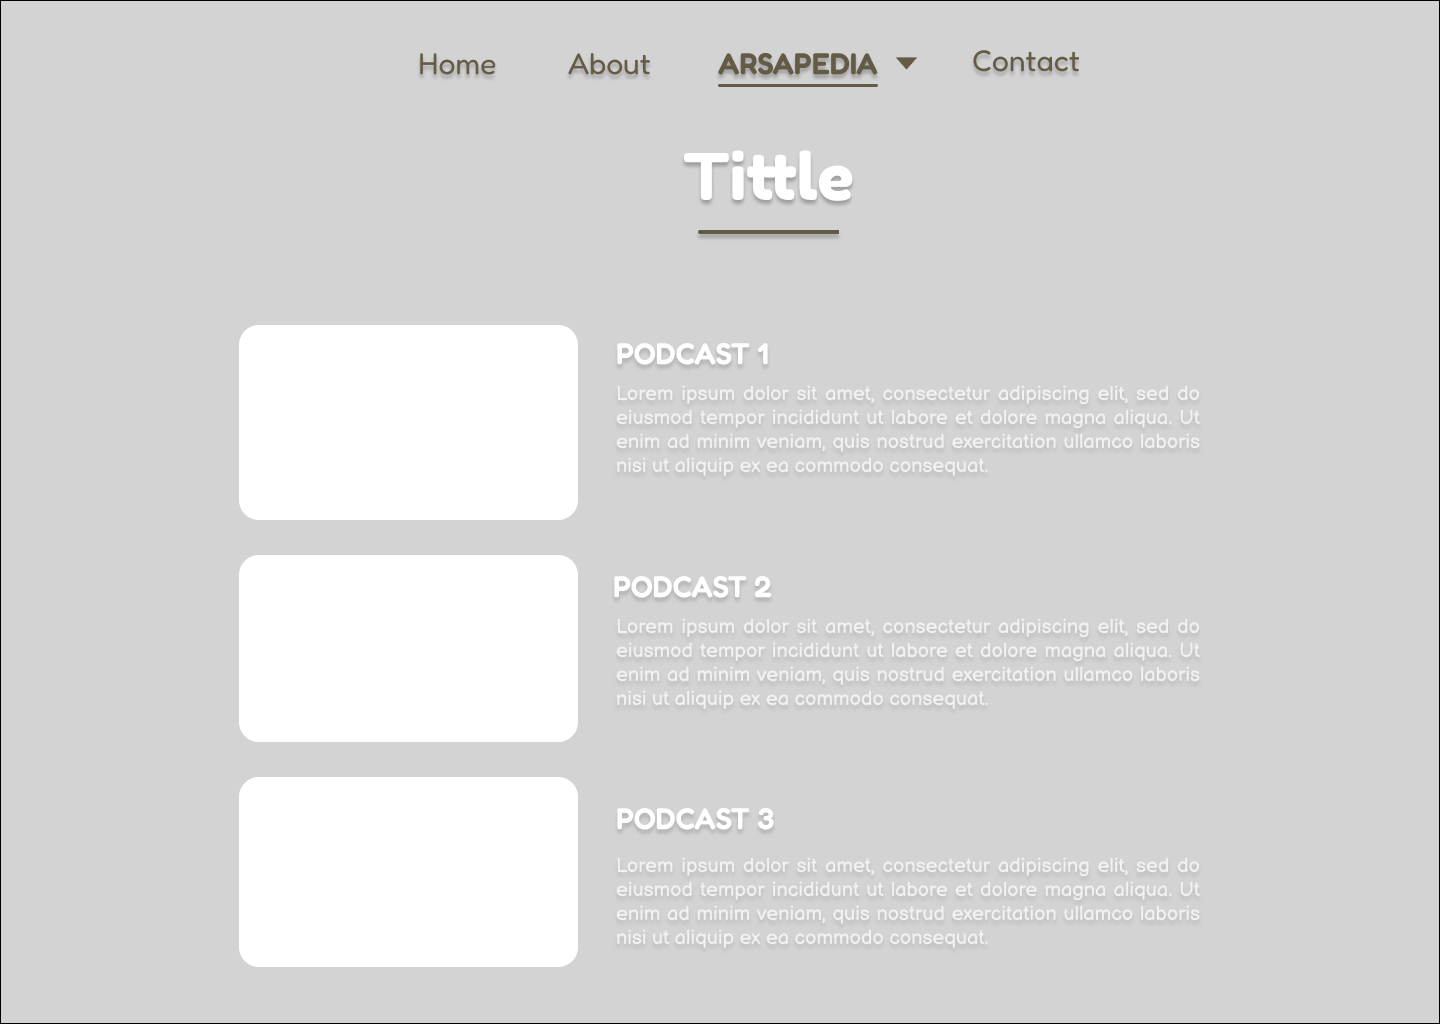 Home About ARSAPEDIA Contact
Tittle
PODCAST 1
Lorem ipsum dolor sit amet, consectetur adipiscing elit, sed do
eiusmod tempor incididunt ut labore et dolore magna aliqua. Ut
enim ad minim veniam, quis nostrud exercitation ullamco laboris
nisi ut aliquip ex ea commodo consequat.
PODCAST 2
Lorem ipsum dolor sit amet, consectetur adipiscing elit, sed do
eiusmod tempor incididunt ut labore et dolore magna aliqua. Ut
enim ad minim veniam, quis nostrud exercitation ullamco laboris
nisi ut aliquip ex ea commodo consequat.
PODCAST 3
Lorem ipsum dolor sit amet, consectetur adipiscing elit, sed do
eiusmod tempor incididunt ut labore et dolore magna aliqua. Ut
enim ad minim veniam, quis nostrud exercitation ullamco laboris
nisi ut aliquip ex ea commodo consequat.